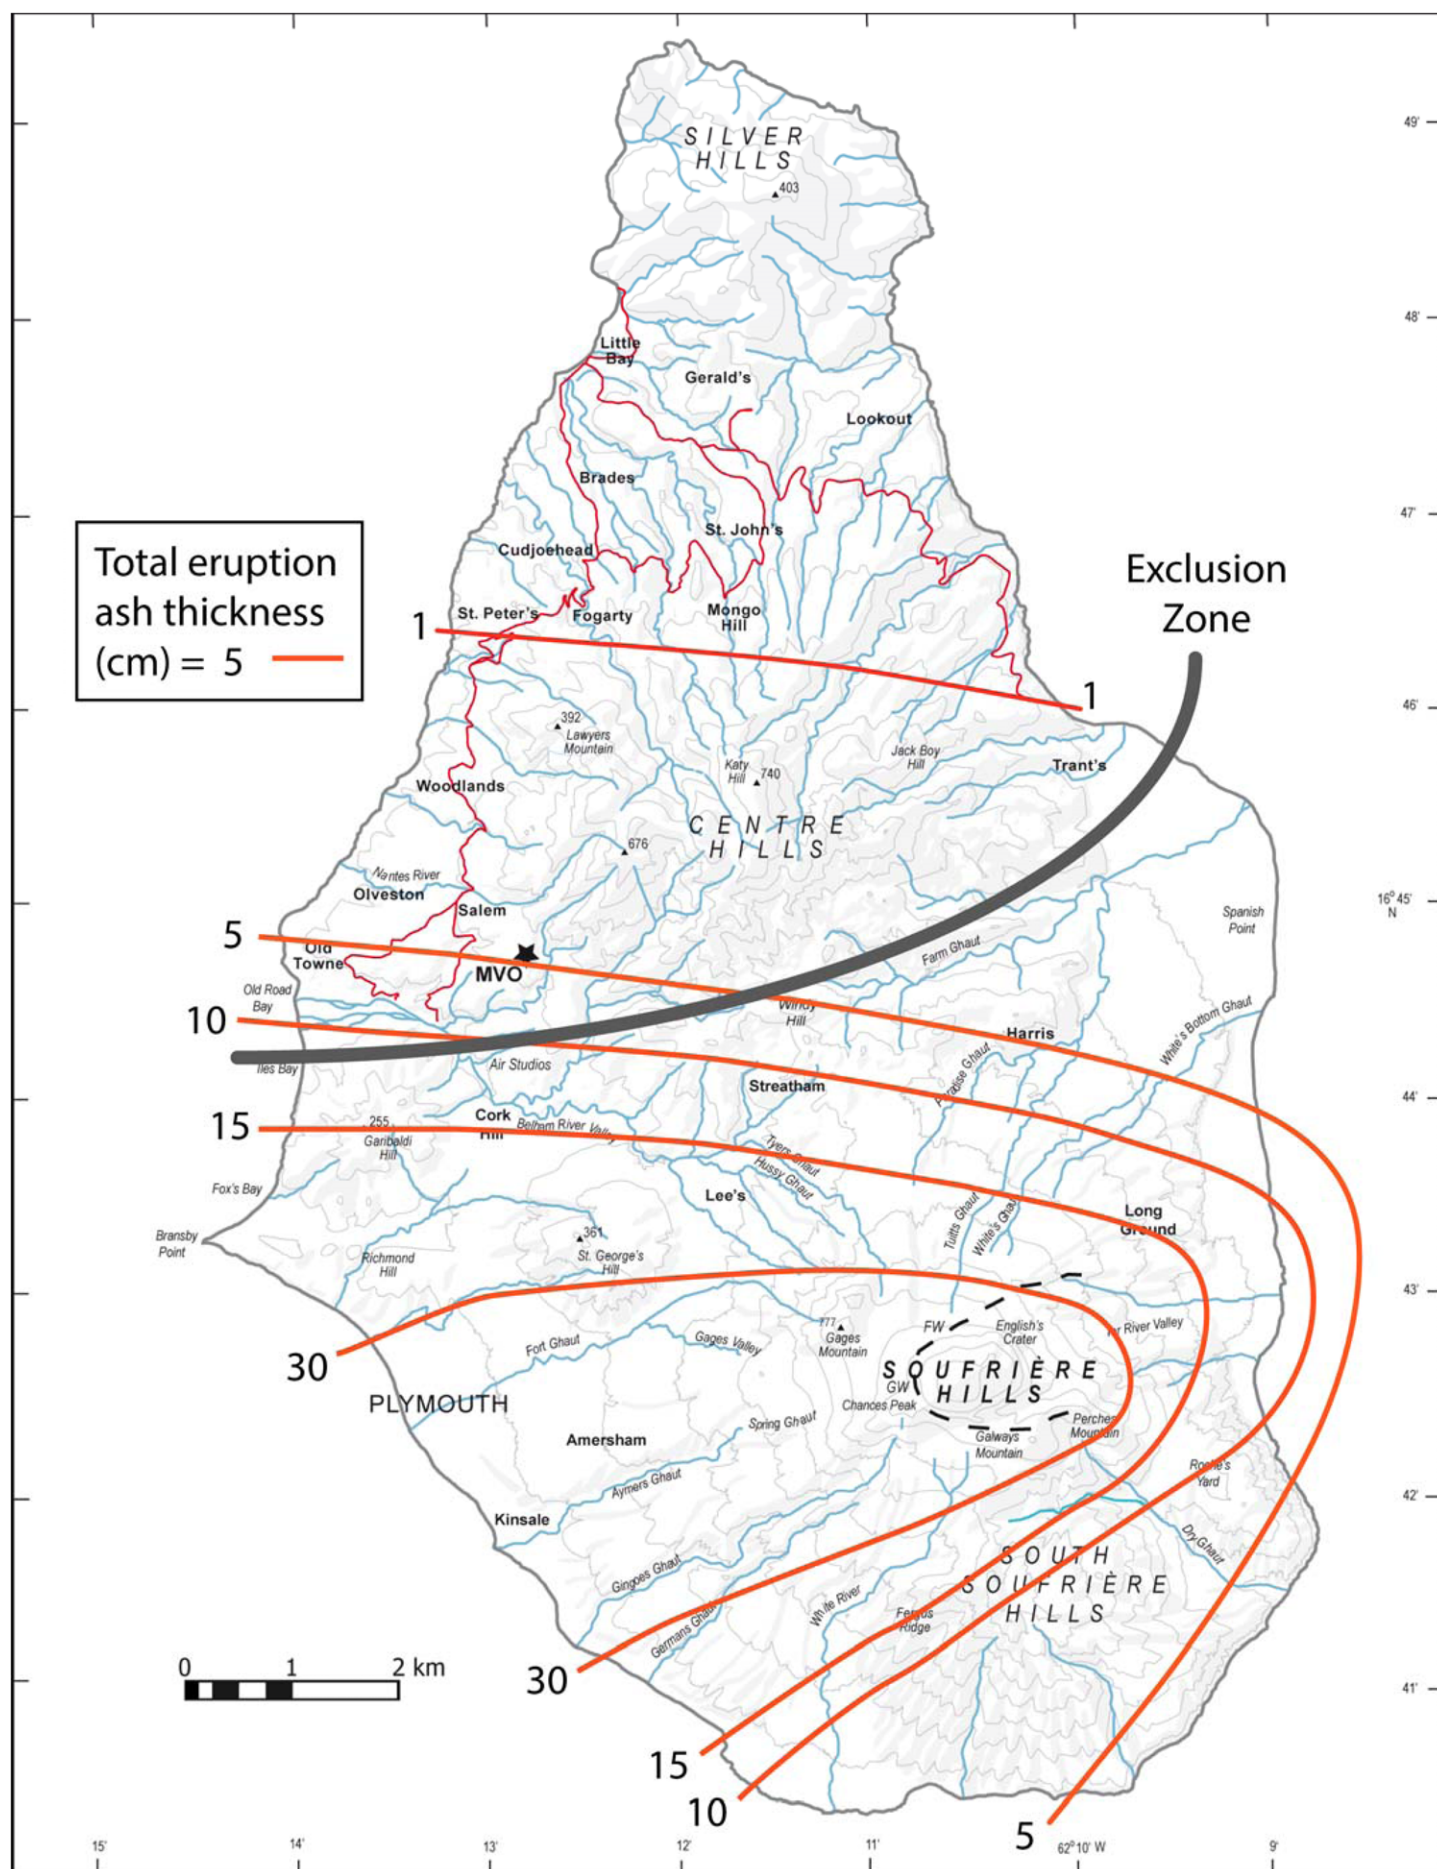 SILVER
HILLS
403
49'
48'
Little
Bay
Gerald's
Lookout
Brades
St. John's
47'
Total eruption
ash thickness
(cm) = 5
Cudjoehead
Exclusion
Zone
St. Peter's
Fogarty
Mongo
Hill
1
1
46'
392
Lawyers
Mountain
Katy
Hill
740
Jack Boy
Hill
Trant's
Woodlands
CENTRE
HILLS
676
Nantes River
Olveston
Salem
16° 45'
N
Spanish
Point
5
Old
Towne
MVO
Farm Ghaut
Old Road
Bay
10
Windy
Hill
Harris
White's Bottom Ghaut
Iles Bay
Air Studios
Streatham
Paradise Ghaut
44'
15
255
Garibaldi
Hill
Cork
Hill
Belham River Valley
Tyers Ghaut
Hussy Ghaut
Fox's Bay
Lee's
Tuitts Ghaut
White's Ghaut
Long
Ground
Bransby
Point
Richmond
Hill
361
St. George's
Hill
43'
30
Fort Ghaut
Gages Valley
777
Gages
Mountain
FW
English's
Crater
Tar River Valley
SOUFRIÈRE
HILLS
GW
Chances Peak
PLYMOUTH
Spring Ghaut
Perches
Mountain
Galways
Mountain
Amersham
Roche's
Yard
Aymers Ghaut
42'
Kinsale
Dry Ghaut
SOUTH
SOUFRIÈRE
HILLS
Gingoes Ghaut
Germans Ghaut
White River
Fergus
Ridge
0 1 2 km
30
41'
15
10
5
15'
14'
13'
12'
11'
62° 10' W
9'